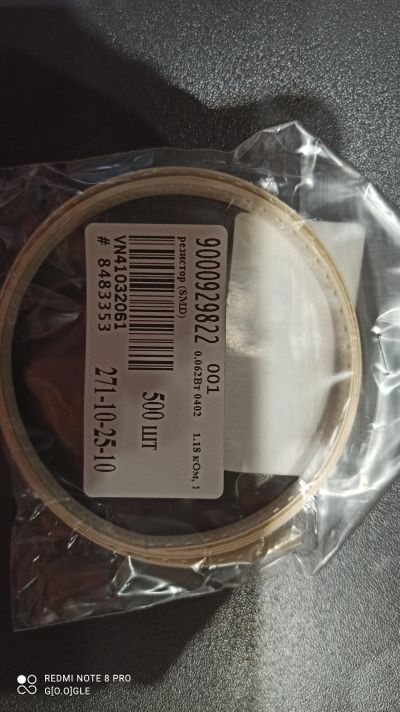 9000929822 001
резистор (SMD) 0.062Вт 0402 1.18 кОм, 1
500 шт
VN41032061
# 8483353
271-10-25-10
REDMI NOTE 8 PRO
G[O.O]GLE